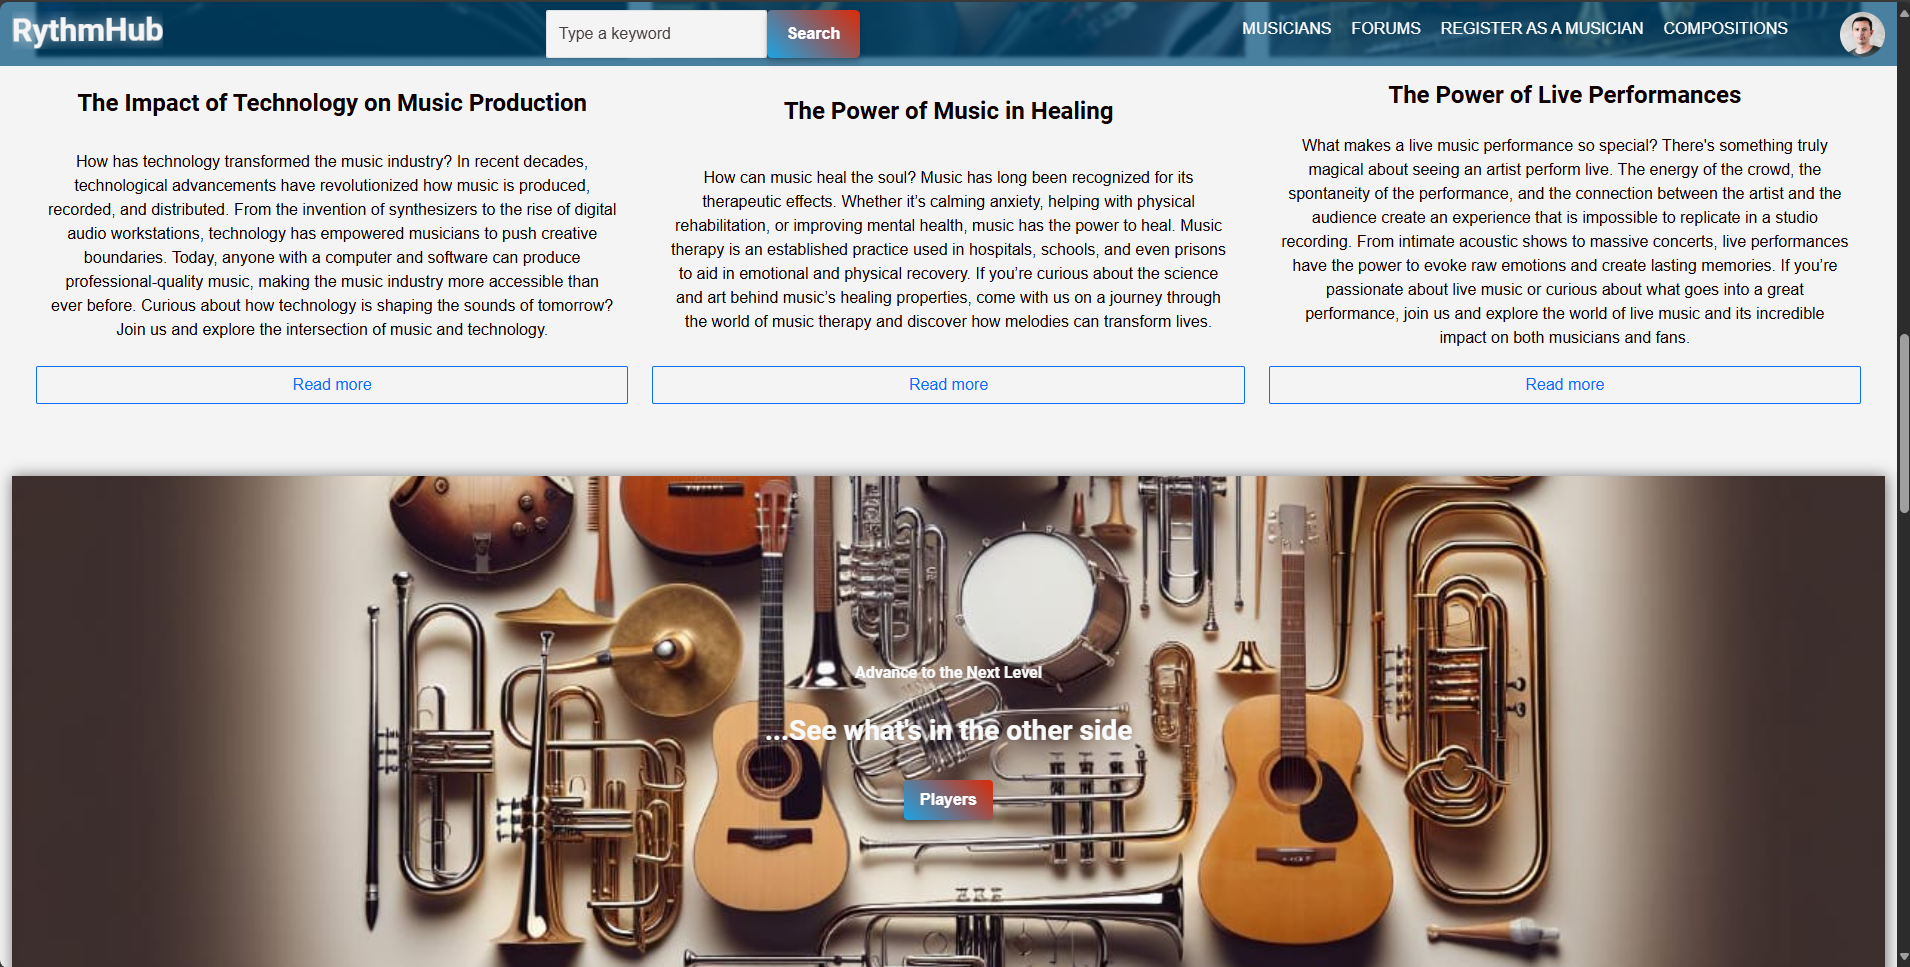 RythmHub
Type a keyword
Search
MUSICIANS
FORUMS
REGISTER AS A MUSICIAN
COMPOSITIONS
The Impact of Technology on Music Production
How has technology transformed the music industry? In recent decades,
technological advancements have revolutionized how music is produced,
recorded, and distributed. From the invention of synthesizers to the rise of digital
audio workstations, technology has empowered musicians to push creative
boundaries. Today, anyone with a computer and software can produce
professional-quality music, making the music industry more accessible than
ever before. Curious about how technology is shaping the sounds of tomorrow?
Join us and explore the intersection of music and technology.
Read more
The Power of Music in Healing
How can music heal the soul? Music has long been recognized for its
therapeutic effects. Whether it’s calming anxiety, helping with physical
rehabilitation, or improving mental health, music has the power to heal. Music
therapy is an established practice used in hospitals, schools, and even prisons
to aid in emotional and physical recovery. If you’re curious about the science
and art behind music’s healing properties, come with us on a journey through
the world of music therapy and discover how melodies can transform lives.
Read more
The Power of Live Performances
What makes a live music performance so special? There's something truly
magical about seeing an artist perform live. The energy of the crowd, the
spontaneity of the performance, and the connection between the artist and the
audience create an experience that is impossible to replicate in a studio
recording. From intimate acoustic shows to massive concerts, live performances
have the power to evoke raw emotions and create lasting memories. If you’re
passionate about live music or curious about what goes into a great
performance, join us and explore the world of live music and its incredible
impact on both musicians and fans.
Read more
Advance to the Next Level
...See what's in the other side
Players